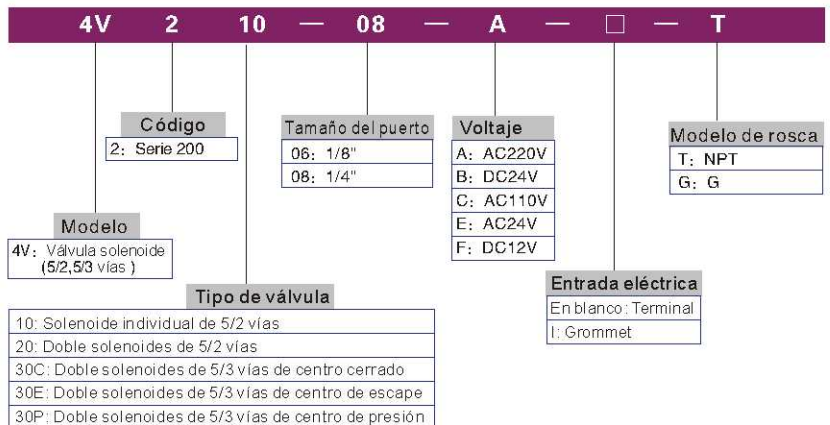 4V 2 10 — 08 — A — □ — T
Código
2: Serie 200
Tamaño del puerto
06: 1/8"
08: 1/4"
Voltaje
A: AC220V
B: DC24V
C: AC110V
E: AC24V
F: DC12V
Modelo de rosca
T: NPT
G: G
Modelo
4V: Válvula solenoide
(5/2,5/3 vías )
Entrada eléctrica
En blanco: Terminal
I: Grommet
Tipo de válvula
10: Solenoide individual de 5/2 vías
20: Doble solenoides de 5/2 vías
30C: Doble solenoides de 5/3 vías de centro cerrado
30E: Doble solenoides de 5/3 vías de centro de escape
30P: Doble solenoides de 5/3 vías de centro de presión